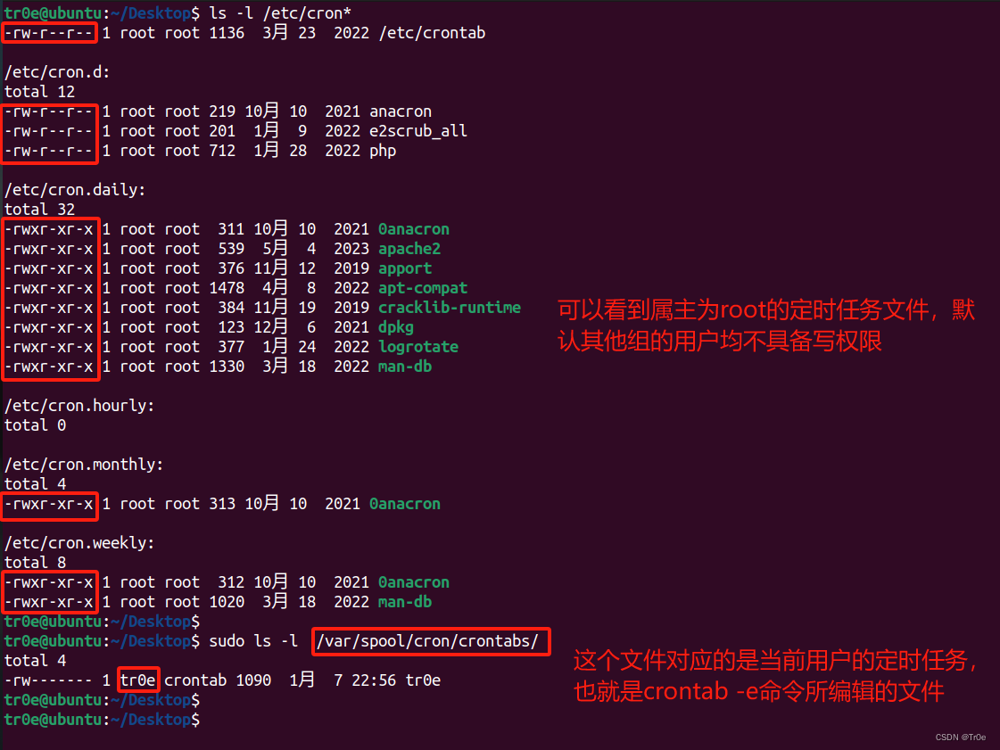 tr0e@ubuntu:~/Desktop$ ls -l /etc/cron*
-rw-r--r-- 1 root root 1136  3月 23  2022 /etc/crontab

/etc/cron.d:
total 12
-rw-r--r-- 1 root root 219 10月 10  2021 anacron
-rw-r--r-- 1 root root 201  1月  9  2022 e2scrub_all
-rw-r--r-- 1 root root 712  1月 28  2022 php

/etc/cron.daily:
total 32
-rwxr-xr-x 1 root root  311 10月 10  2021 0anacron
-rwxr-xr-x 1 root root  539  5月  4  2023 apache2
-rwxr-xr-x 1 root root  376 11月 12  2019 apport
-rwxr-xr-x 1 root root 1478  4月  8  2022 apt-compat
-rwxr-xr-x 1 root root  384 11月 19  2019 cracklib-runtime
-rwxr-xr-x 1 root root  123 12月  6  2021 dpkg
-rwxr-xr-x 1 root root  377  1月 24  2022 logrotate
-rwxr-xr-x 1 root root 1330  3月 18  2022 man-db
可以看到属主为root的定时任务文件，默
认其他组的用户均不具备写权限

/etc/cron.hourly:
total 0

/etc/cron.monthly:
total 4
-rwxr-xr-x 1 root root 313 10月 10  2021 0anacron

/etc/cron.weekly:
total 8
-rwxr-xr-x 1 root root  312 10月 10  2021 0anacron
-rwxr-xr-x 1 root root 1020  3月 18  2022 man-db
tr0e@ubuntu:~/Desktop$
tr0e@ubuntu:~/Desktop$ sudo ls -l  /var/spool/cron/crontabs/
total 4
-rw------- 1 tr0e crontab 1090  1月  7 22:56 tr0e
tr0e@ubuntu:~/Desktop$
tr0e@ubuntu:~/Desktop$
这个文件对应的是当前用户的定时任务，
也就是crontab -e命令所编辑的文件
CSDN @Tr0e